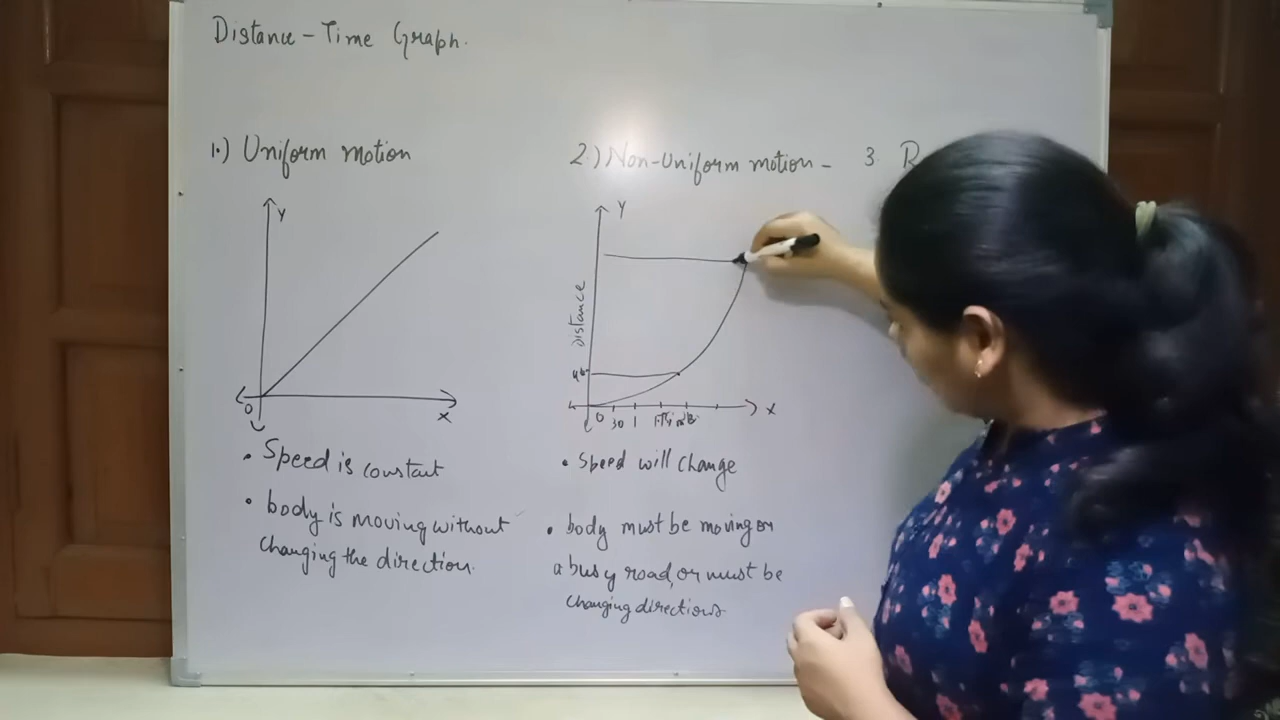 Distance - Time Graph.
1.) Uniform motion
2.) Non-Uniform motion -
3. R
Y
O
X
Y
Distance
40
0 30 1
X
• Speed is constant
• body is moving without
changing the direction.
• Speed will change
• body must be moving on
a busy road, or must be
changing directions.